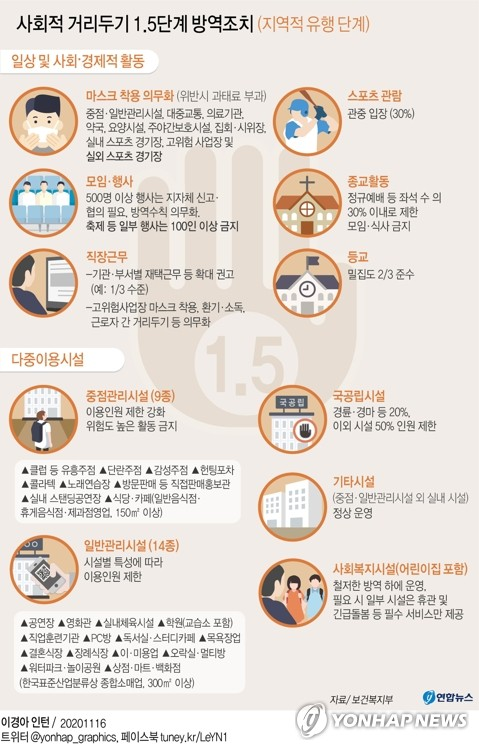 사회적 거리두기 1.5단계 방역조치 (지역적 유행 단계)
일상 및 사회·경제적 활동
마스크 착용 의무화 (위반시 과태료 부과)
중점·일반관리시설, 대중교통, 의료기관,
약국, 요양시설, 주야간보호시설, 집회·시위장,
실내 스포츠 경기장, 고위험 사업장 및
실외 스포츠 경기장
스포츠 관람
관중 입장 (30%)
모임·행사
500명 이상 행사는 지자체 신고·
협의 필요, 방역수칙 의무화.
축제 등 일부 행사는 100인 이상 금지
종교활동
정규예배 등 좌석 수 의
30% 이내로 제한
모임·식사 금지
직장근무
-기관·부서별 재택근무 등 확대 권고
(예: 1/3 수준)
-고위험사업장 마스크 착용, 환기·소독,
근로자 간 거리두기 등 의무화
등교
밀집도 2/3 준수
1.5
다중이용시설
중점관리시설 (9종)
이용인원 제한 강화
위험도 높은 활동 금지
▲클럽 등 유흥주점 ▲단란주점 ▲감성주점 ▲헌팅포차
▲콜라텍 ▲노래연습장 ▲방문판매 등 직접판매홍보관
▲실내 스탠딩공연장 ▲식당·카페(일반음식점·
휴게음식점·제과점영업, 150㎡ 이상)
국공립
국공립시설
경륜·경마 등 20%,
이외 시설 50% 인원 제한
기타시설
(중점·일반관리시설 외 실내 시설)
정상 운영
일반관리시설 (14종)
시설별 특성에 따라
이용인원 제한
▲공연장 ▲영화관 ▲실내체육시설 ▲학원(교습소 포함)
▲직업훈련기관 ▲PC방 ▲독서실·스터디카페 ▲목욕장업
▲결혼식장 ▲장례식장 ▲이·미용업 ▲오락실·멀티방
▲워터파크·놀이공원 ▲상점·마트·백화점
(한국표준산업분류상 종합소매업, 300㎡ 이상)
사회복지시설(어린이집 포함)
철저한 방역 하에 운영,
필요 시 일부 시설은 휴관 및
긴급돌봄 등 필수 서비스만 제공
자료/ 보건복지부
연합뉴스
이경아 인턴 / 20201116
트위터 @yonhap_graphics, 페이스북 tuney.kr/LeYN1
YONHAP NEWS